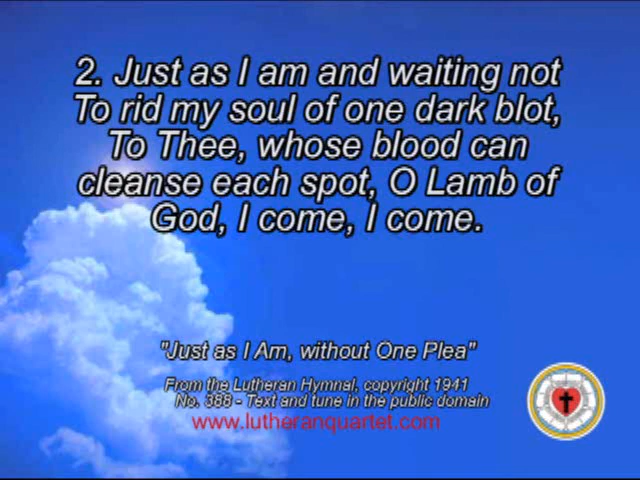 2. Just as I am and waiting not
To rid my soul of one dark blot,
To Thee, whose blood can
cleanse each spot, O Lamb of
God, I come, I come.
"Just as I Am, without One Plea"
From the Lutheran Hymnal, copyright 1941
No. 388 - Text and tune in the public domain
www.lutheranquartet.com